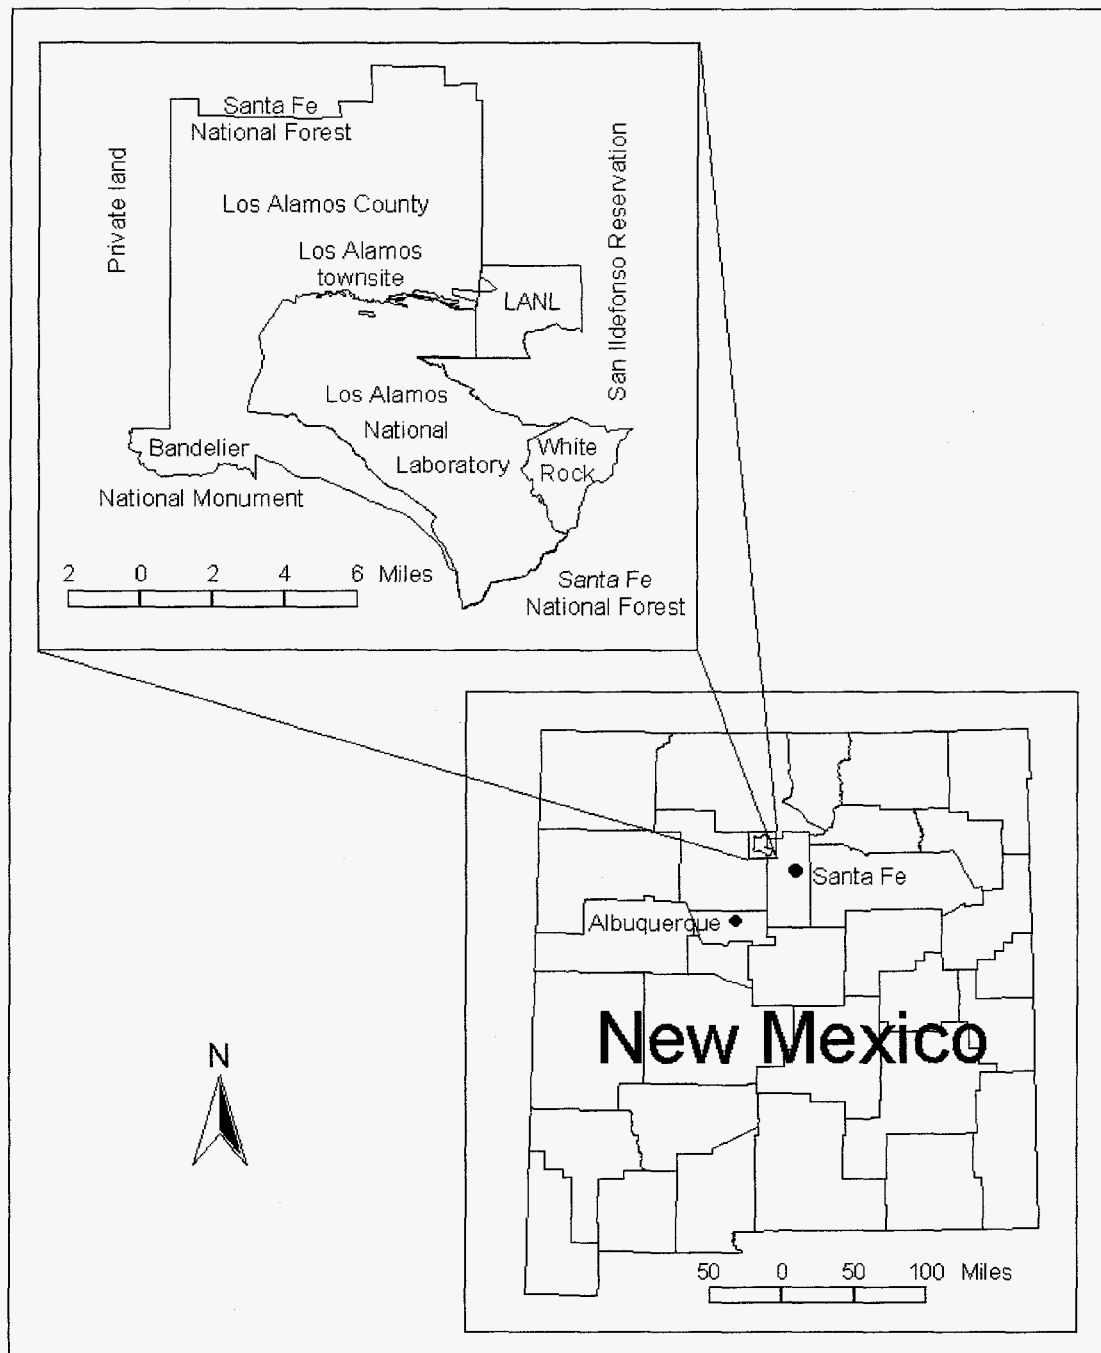 Santa Fe
National Forest
Private land
Los Alamos County
San Ildefonso Reservation
Los Alamos
townsite
LANL
Los Alamos
National
Laboratory
White
Rock
Bandelier
National Monument
2 0 2 4 6 Miles
Santa Fe
National Forest
Santa Fe
Albuquerque
New Mexico
N
50 0 50 100 Miles